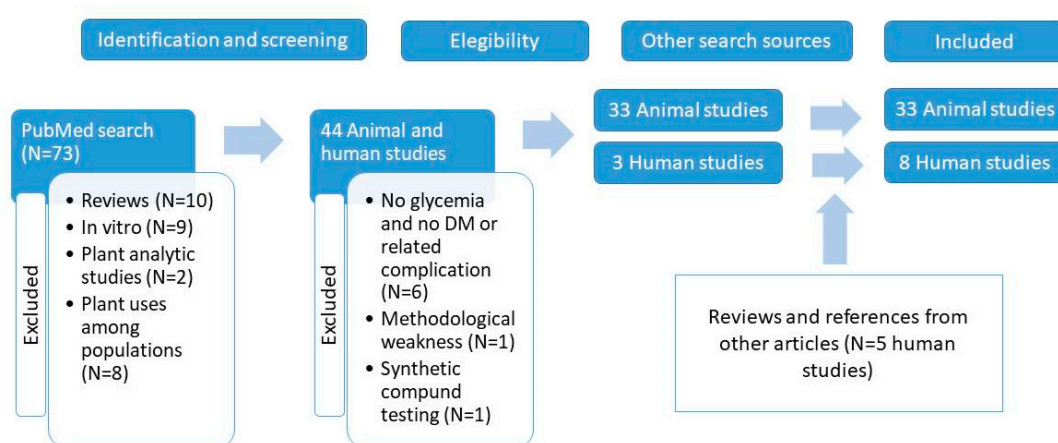 Identification and screening
Elegibility
Other search sources
Included
PubMed search
(N=73)
Excluded
• Reviews (N=10)
• In vitro (N=9)
• Plant analytic
studies (N=2)
• Plant uses
among
populations
(N=8)
44 Animal and
human studies
Excluded
• No glycemia
and no DM or
related
complication
(N=6)
• Methodological
weakness (N=1)
• Synthetic
compund
testing (N=1)
33 Animal studies
33 Animal studies
3 Human studies
8 Human studies
Reviews and references from
other articles (N=5 human
studies)